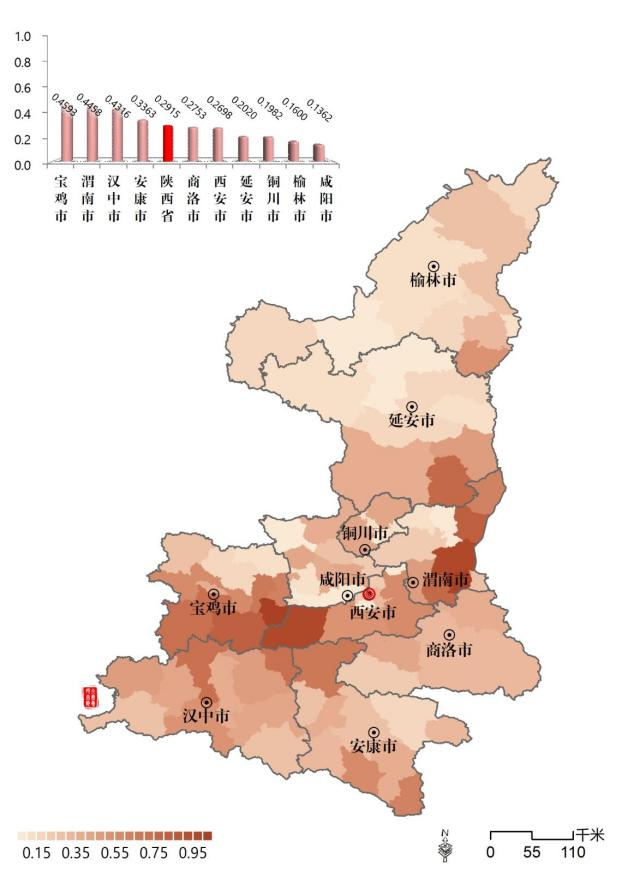 1.0
0.8
0.6
0.4
0.2
0.0
0.4593
0.4458
0.4316
0.3363
0.2915
0.2753
0.2698
0.2020
0.1982
0.1600
0.1362
宝鸡市
渭南市
汉中市
安康市
陕西省
商洛市
西安市
延安市
铜川市
榆林市
咸阳市
榆林市
延安市
铜川市
咸阳市
渭南市
宝鸡市
西安市
商洛市
汉中市
安康市
0.15 0.35 0.55 0.75 0.95
N
千米
0 55 110